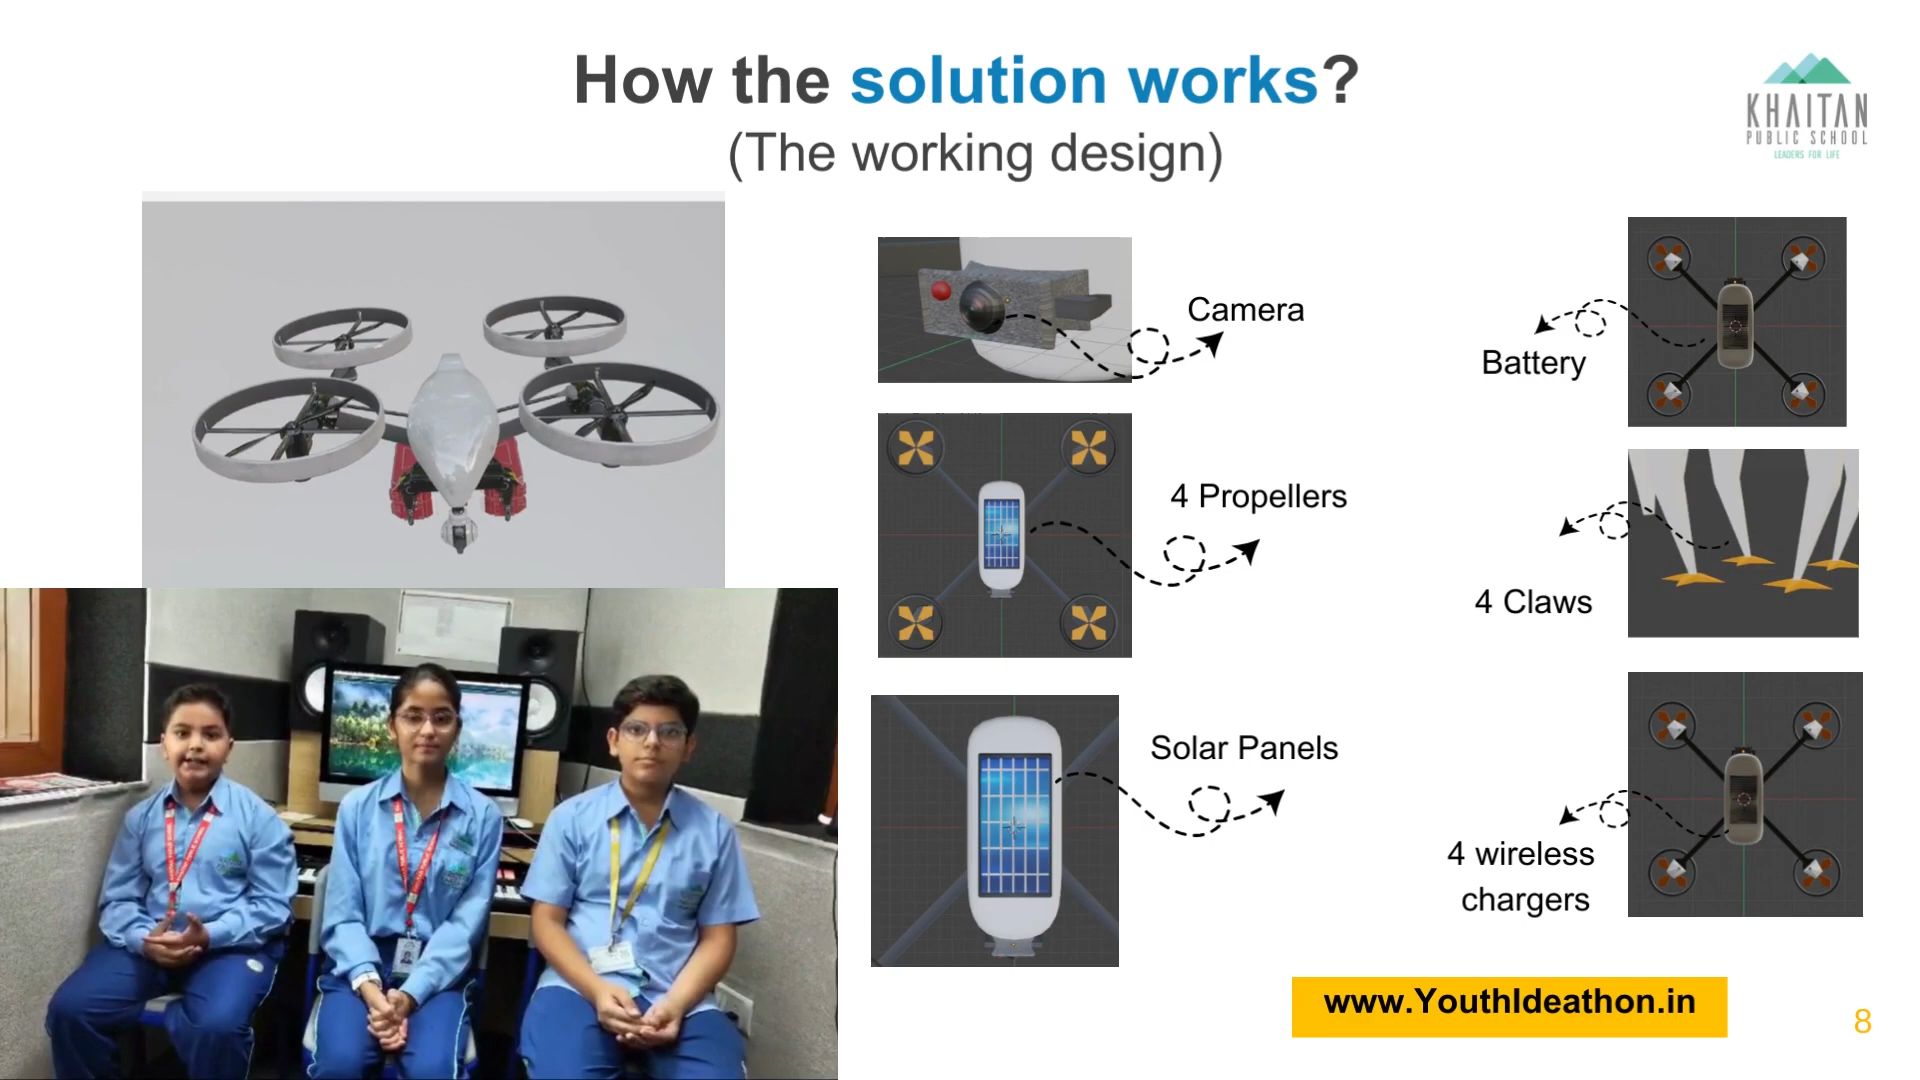 How the solution works?
(The working design)
KHAITAN
PUBLIC SCHOOL
LEADERS FOR LIFE
Camera
Battery
4 Propellers
4 Claws
Solar Panels
4 wireless
chargers
www.YouthIdeathon.in
8